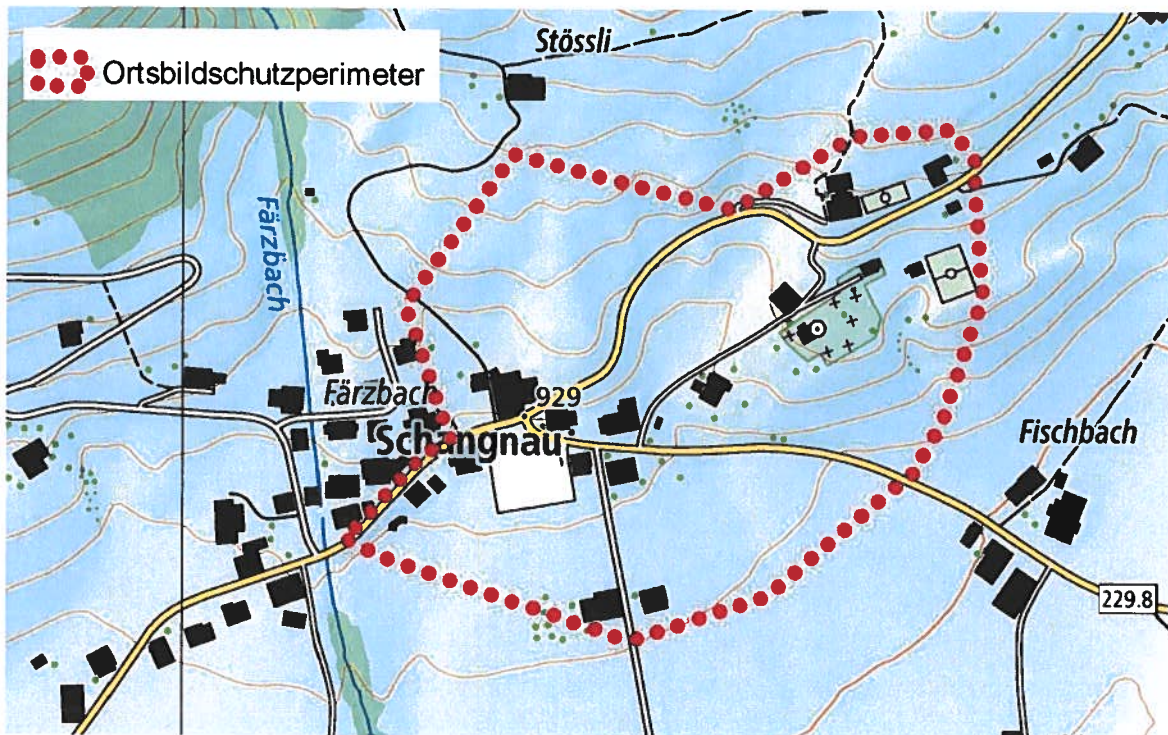 Stössli
Ortsbildschutzperimeter
Färzbach
Färzbach
929
Schangnau
Fischbach
229.8